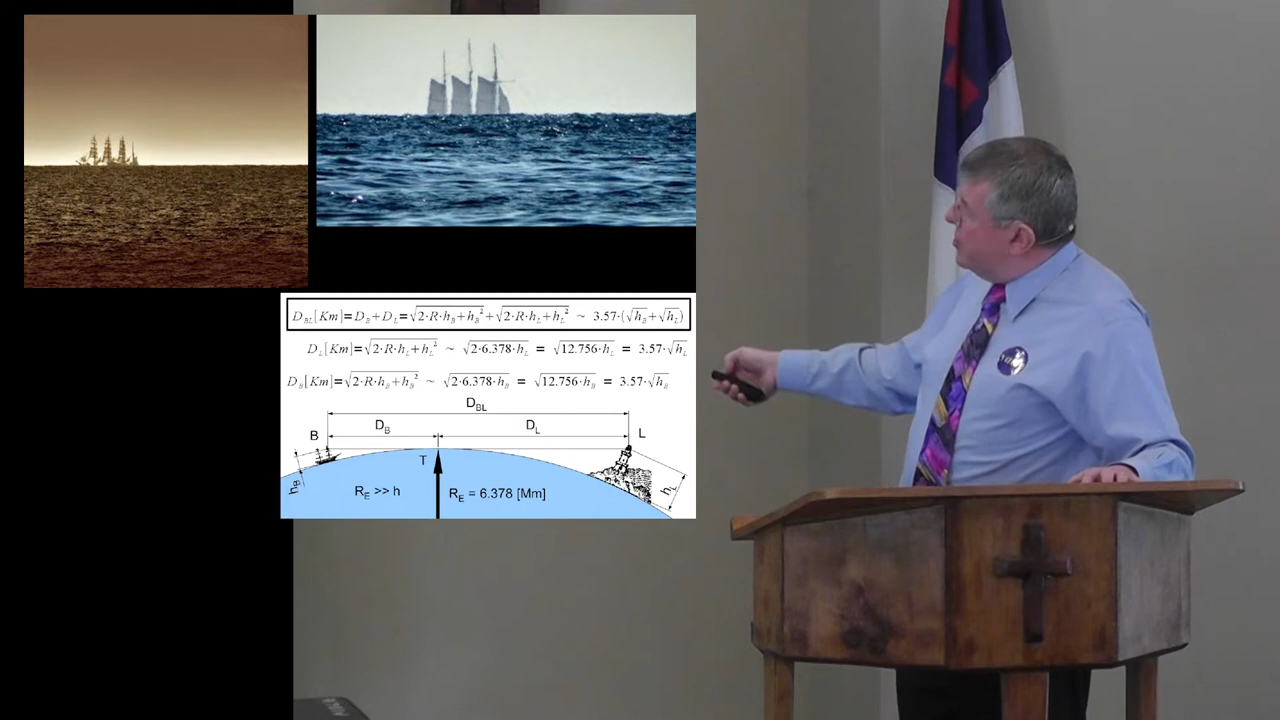 D_BL[Km]=D_B+D_L=√(2·R·h_B+h_B²)+√(2·R·h_L+h_L²) ~ 3.57·(√h_B+√h_L)
D_L[Km]=√(2·R·h_L+h_L²) ~ √(2·6.378·h_L) = √(12.756·h_L) = 3.57·√h_L
D_B[Km]=√(2·R·h_B+h_B²) ~ √(2·6.378·h_B) = √(12.756·h_B) = 3.57·√h_B
D_BL
D_B D_L
B L
T
h_B h_L
R_E >> h R_E = 6.378 [Mm]